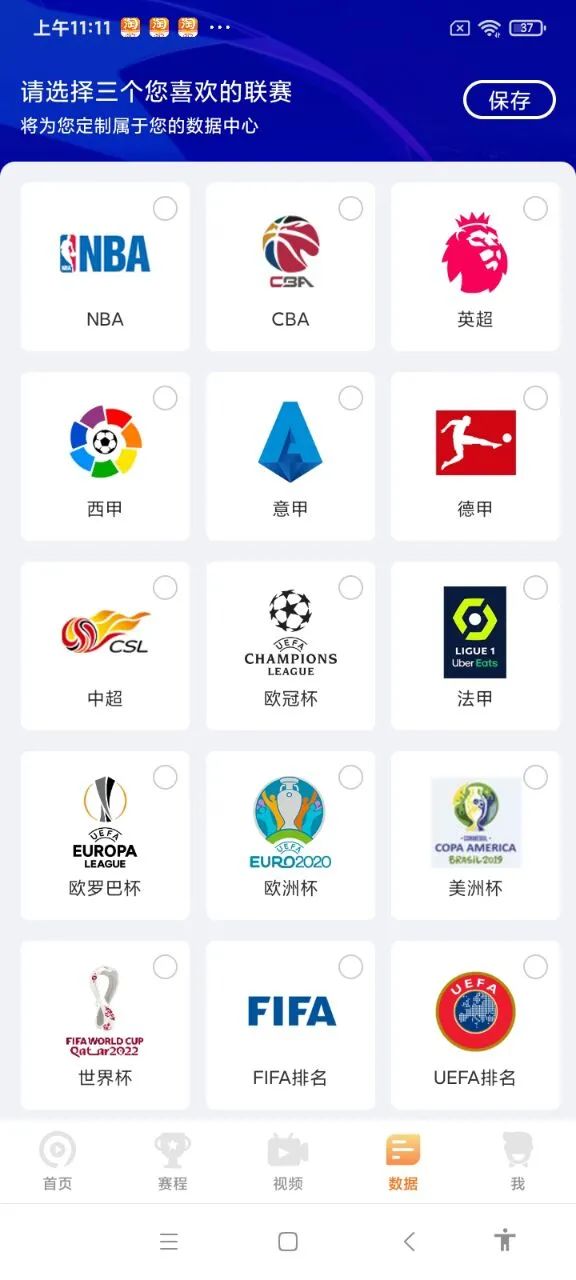 上午11:11 淘 淘 淘 ··· 37
请选择三个您喜欢的联赛
保存
将为您定制属于您的数据中心
NBA
NBA
NBA
CBA
CBA
英超
西甲
A
意甲
德甲
CSL
中超
UEFA
CHAMPIONS
LEAGUE
欧冠杯
LIGUE 1
Uber Eats
法甲
UEFA
EUROPA
LEAGUE
欧罗巴杯
UEFA
EURO2020
欧洲杯
CONMEBOL
COPA AMERICA
BRASIL 2019
美洲杯
FIFA WORLD CUP
Qatar2022
世界杯
FIFA
FIFA排名
UEFA
UEFA排名
首页
赛程
视频
数据
我